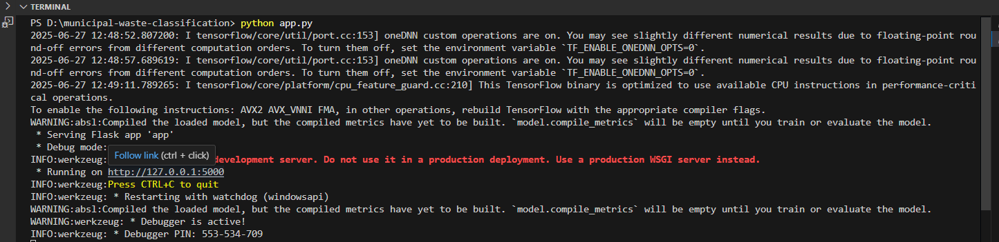 TERMINAL
PS D:\municipal-waste-classification> python app.py
2025-06-27 12:48:52.807200: I tensorflow/core/util/port.cc:153] oneDNN custom operations are on. You may see slightly different numerical results due to floating-point rou
nd-off errors from different computation orders. To turn them off, set the environment variable `TF_ENABLE_ONEDNN_OPTS=0`.
2025-06-27 12:48:57.689619: I tensorflow/core/util/port.cc:153] oneDNN custom operations are on. You may see slightly different numerical results due to floating-point rou
nd-off errors from different computation orders. To turn them off, set the environment variable `TF_ENABLE_ONEDNN_OPTS=0`.
2025-06-27 12:49:11.789265: I tensorflow/core/platform/cpu_feature_guard.cc:210] This TensorFlow binary is optimized to use available CPU instructions in performance-criti
cal operations.
To enable the following instructions: AVX2 AVX_VNNI FMA, in other operations, rebuild TensorFlow with the appropriate compiler flags.
WARNING:absl:Compiled the loaded model, but the compiled metrics have yet to be built. `model.compile_metrics` will be empty until you train or evaluate the model.
* Serving Flask app 'app'
* Debug mode:
Follow link (ctrl + click)
INFO:werkzeug: development server. Do not use it in a production deployment. Use a production WSGI server instead.
* Running on http://127.0.0.1:5000
INFO:werkzeug:Press CTRL+C to quit
INFO:werkzeug: * Restarting with watchdog (windowsapi)
WARNING:absl:Compiled the loaded model, but the compiled metrics have yet to be built. `model.compile_metrics` will be empty until you train or evaluate the model.
WARNING:werkzeug: * Debugger is active!
INFO:werkzeug: * Debugger PIN: 553-534-709